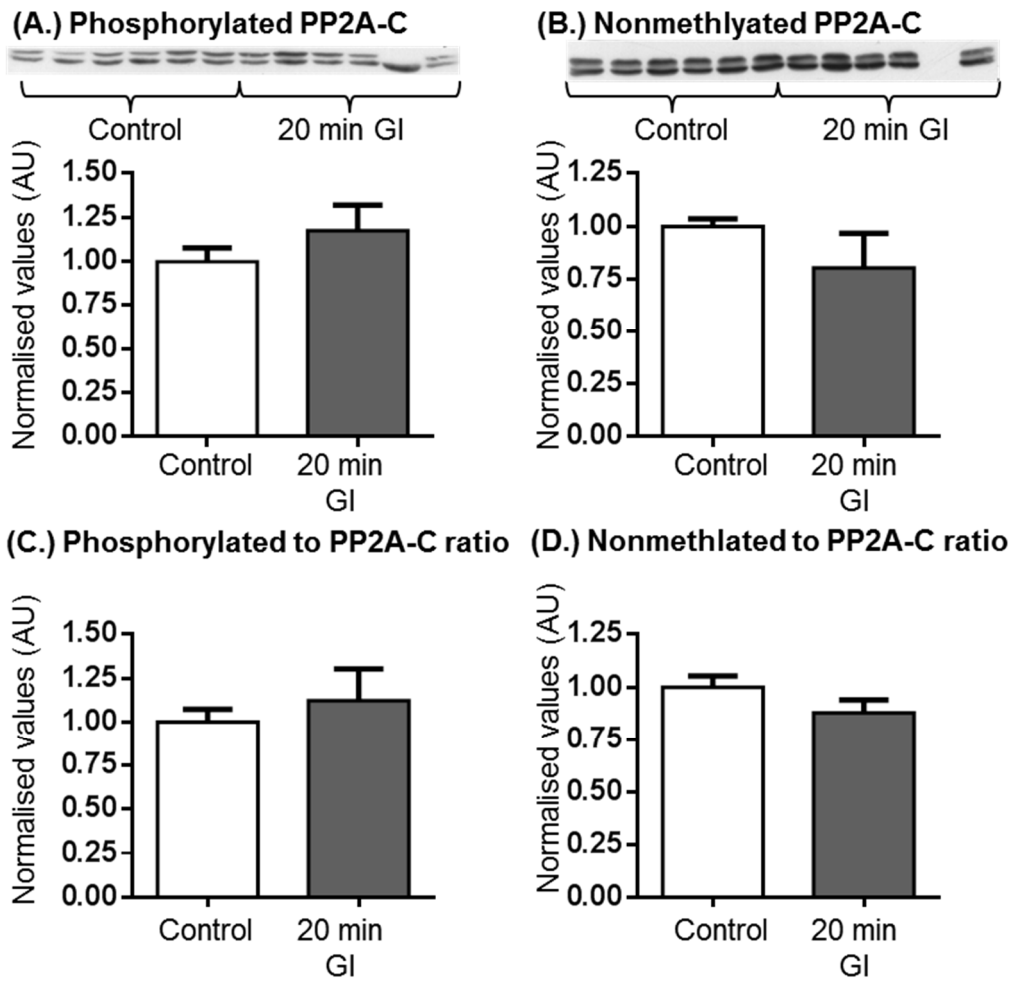 (A.) Phosphorylated PP2A-C
Control
20 min GI
Normalised values (AU)
1.50
1.25
1.00
0.75
0.50
0.25
0.00
Control
20 min
GI
(B.) Nonmethlyated PP2A-C
Control
20 min GI
Normalised values (AU)
1.25
1.00
0.75
0.50
0.25
0.00
Control
20 min
GI
(C.) Phosphorylated to PP2A-C ratio
Normalised values (AU)
1.50
1.25
1.00
0.75
0.50
0.25
0.00
Control
20 min
GI
(D.) Nonmethlated to PP2A-C ratio
Normalised values (AU)
1.25
1.00
0.75
0.50
0.25
0.00
Control
20 min
GI